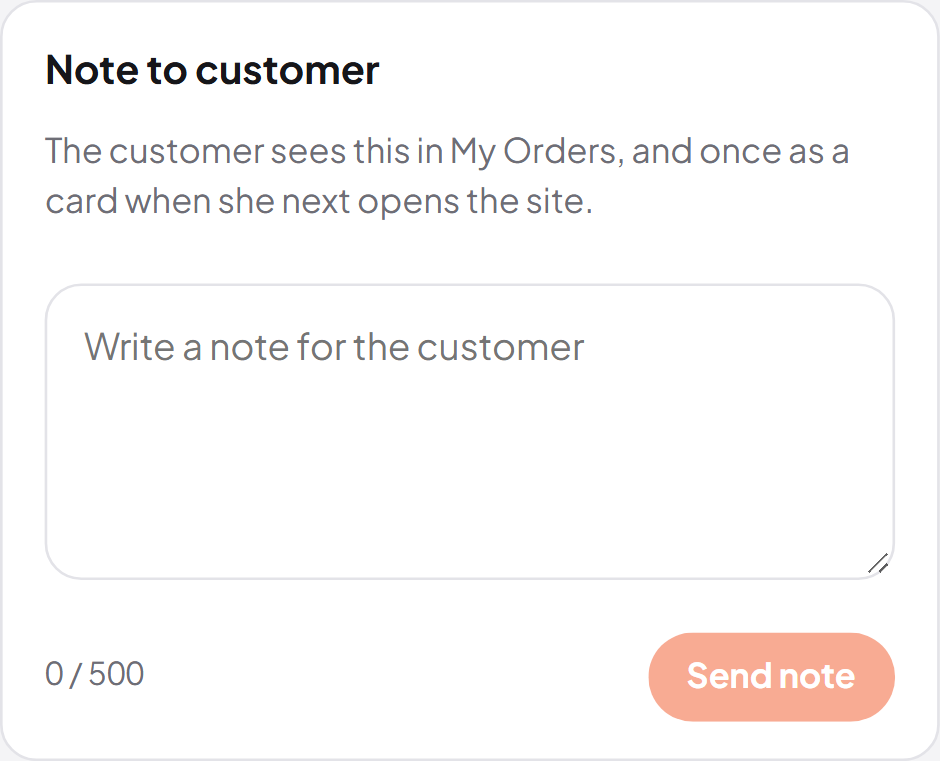 Note to customer
The customer sees this in My Orders, and once as a
card when she next opens the site.
Write a note for the customer
0 / 500
Send note